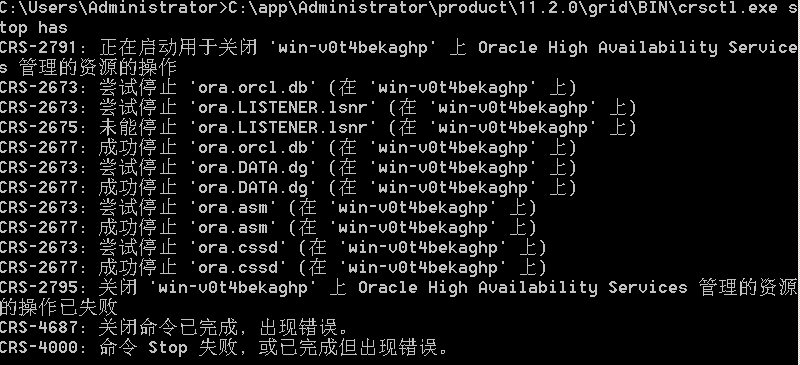 C:\Users\Administrator>C:\app\Administrator\product\11.2.0\grid\BIN\crsctl.exe s
top has
CRS-2791: 正在启动用于关闭 'win-v0t4bekaghp' 上 Oracle High Availability Service
s 管理的资源的操作
CRS-2673: 尝试停止 'ora.orcl.db' (在 'win-v0t4bekaghp' 上)
CRS-2673: 尝试停止 'ora.LISTENER.lsnr' (在 'win-v0t4bekaghp' 上)
CRS-2675: 未能停止 'ora.LISTENER.lsnr' (在 'win-v0t4bekaghp' 上)
CRS-2677: 成功停止 'ora.orcl.db' (在 'win-v0t4bekaghp' 上)
CRS-2673: 尝试停止 'ora.DATA.dg' (在 'win-v0t4bekaghp' 上)
CRS-2677: 成功停止 'ora.DATA.dg' (在 'win-v0t4bekaghp' 上)
CRS-2673: 尝试停止 'ora.asm' (在 'win-v0t4bekaghp' 上)
CRS-2677: 成功停止 'ora.asm' (在 'win-v0t4bekaghp' 上)
CRS-2673: 尝试停止 'ora.cssd' (在 'win-v0t4bekaghp' 上)
CRS-2677: 成功停止 'ora.cssd' (在 'win-v0t4bekaghp' 上)
CRS-2795: 关闭 'win-v0t4bekaghp' 上 Oracle High Availability Services 管理的资源
的操作已失败
CRS-4687: 关闭命令已完成, 出现错误。
CRS-4000: 命令 Stop 失败, 或已完成但出现错误。